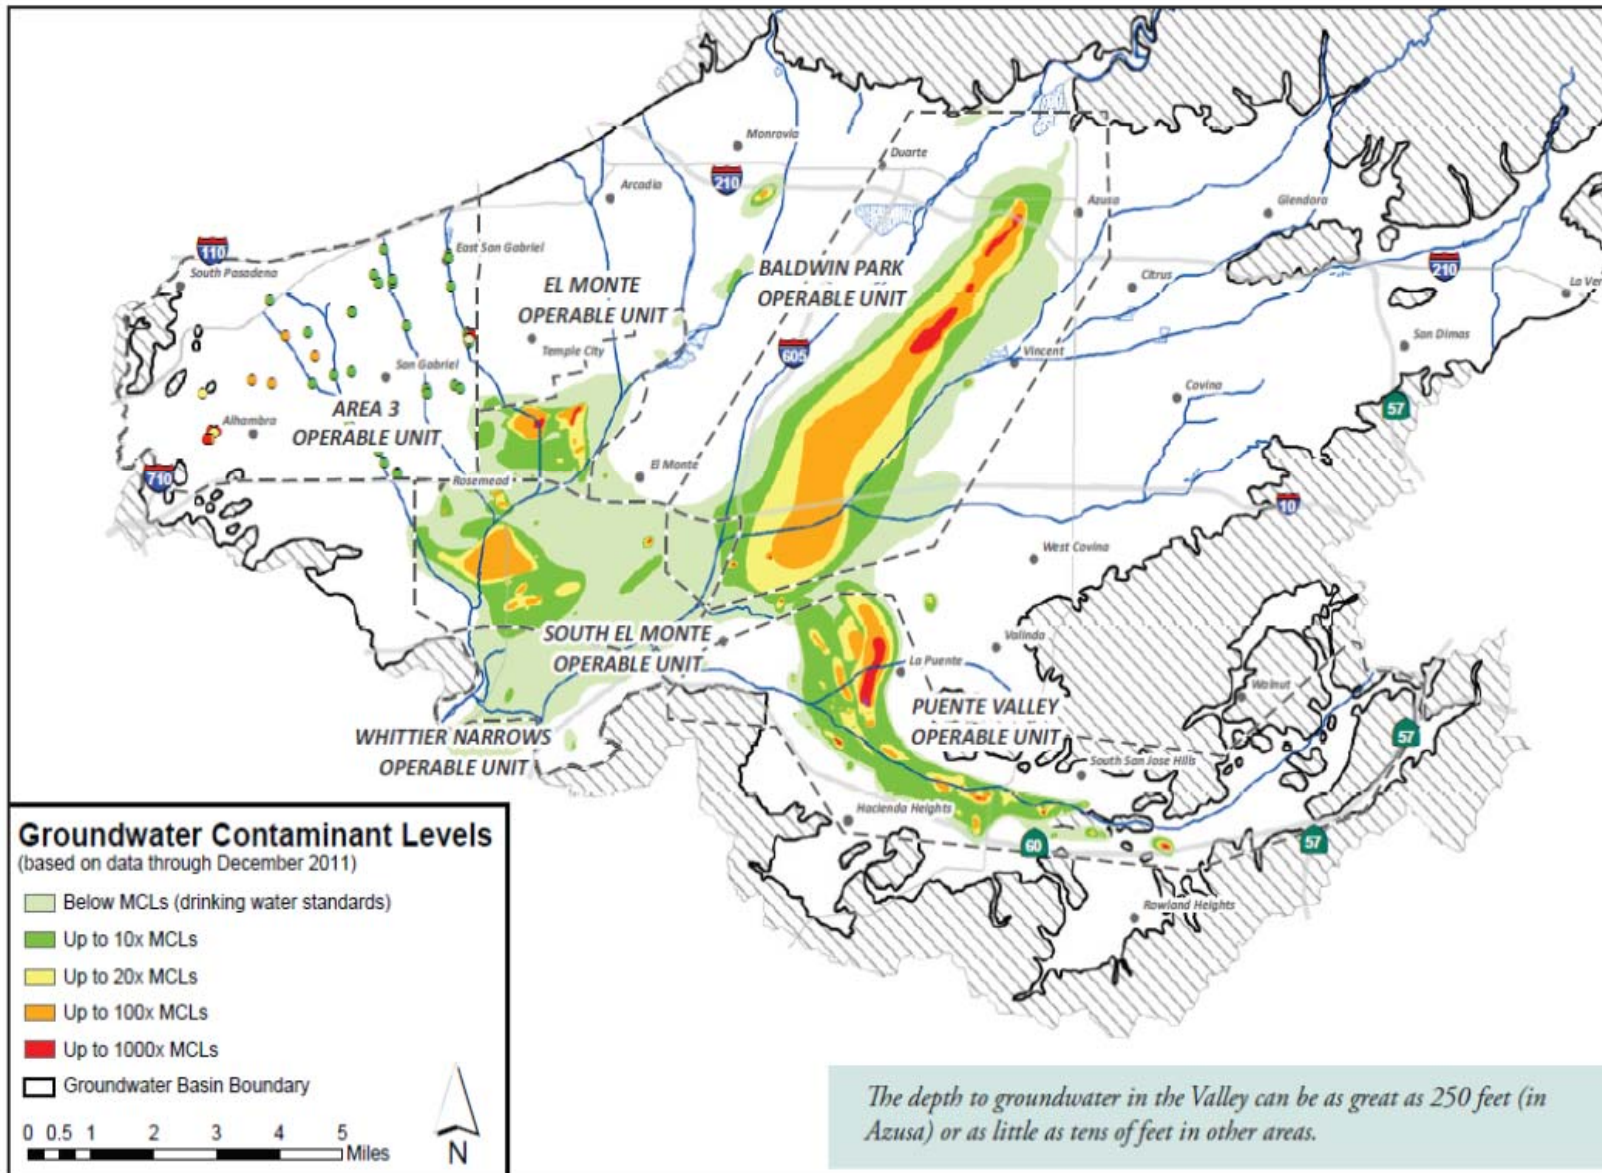 Monrovia
Duarte
210
Arcadia
Azusa
Glendora
110
South Pasadena
East San Gabriel
EL MONTE
OPERABLE UNIT
BALDWIN PARK
OPERABLE UNIT
Citrus
210
La Ver
605
San Dimas
Temple City
Vincent
San Gabriel
Covina
57
AREA 3
OPERABLE UNIT
Alhambra
710
Rosemead
El Monte
10
West Covina
SOUTH EL MONTE
OPERABLE UNIT
Valinda
La Puente
Walnut
PUENTE VALLEY
OPERABLE UNIT
57
WHITTIER NARROWS
OPERABLE UNIT
South San Jose Hills
Hacienda Heights
60
57
Rowland Heights
Groundwater Contaminant Levels
(based on data through December 2011)
Below MCLs (drinking water standards)
Up to 10x MCLs
Up to 20x MCLs
Up to 100x MCLs
Up to 1000x MCLs
Groundwater Basin Boundary
0 0.5 1 2 3 4 5
Miles
N
The depth to groundwater in the Valley can be as great as 250 feet (in
Azusa) or as little as tens of feet in other areas.